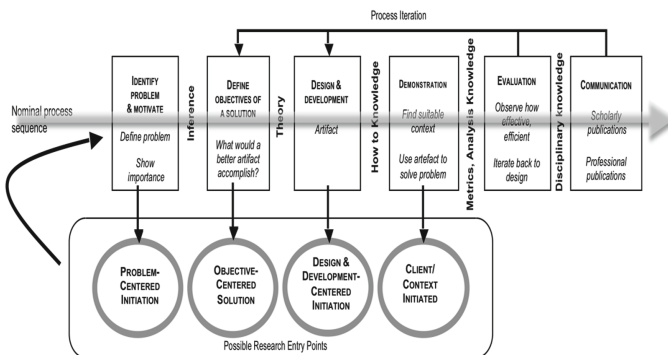 Process Iteration
Nominal process
sequence
IDENTIFY
PROBLEM
& MOTIVATE
Define problem
Show
importance
Inference
DEFINE
OBJECTIVES OF
A SOLUTION
What would a
better artifact
accomplish?
Theory
DESIGN &
DEVELOPMENT
Artifact
How to Knowledge
DEMONSTRATION
Find suitable
context
Use artefact to
solve problem
Metrics, Analysis Knowledge
EVALUATION
Observe how
effective,
efficient
Iterate back to
design
Disciplinary knowledge
COMMUNICATION
Scholarly
publications
Professional
publications
PROBLEM-
CENTERED
INITIATION
OBJECTIVE-
CENTERED
SOLUTION
DESIGN &
DEVELOPMENT-
CENTERED
INITIATION
CLIENT/
CONTEXT
INITIATED
Possible Research Entry Points